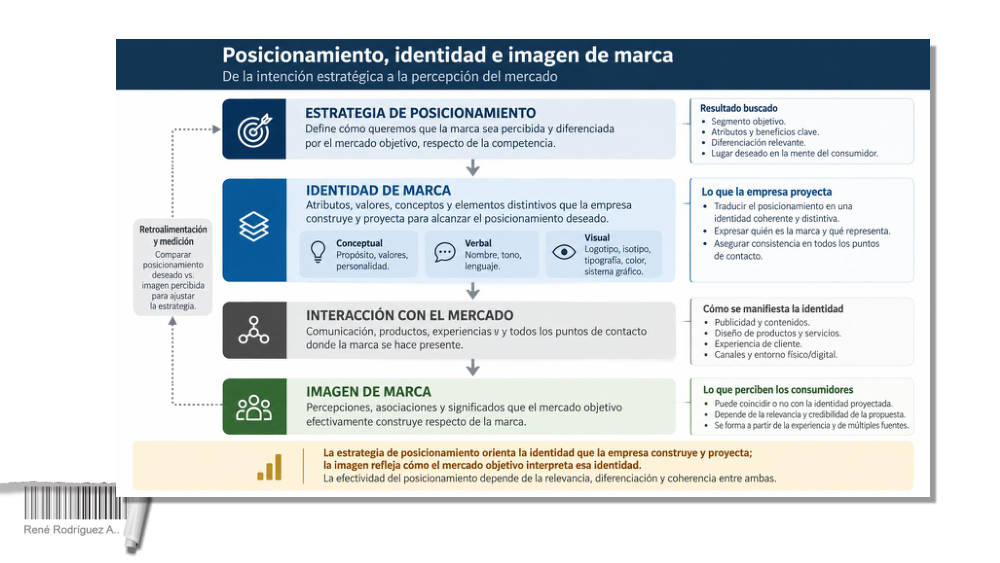 Posicionamiento, identidad e imagen de marca
De la intención estratégica a la percepción del mercado
ESTRATEGIA DE POSICIONAMIENTO
Define cómo queremos que la marca sea percibida y diferenciada
por el mercado objetivo, respecto de la competencia.
Resultado buscado
• Segmento objetivo.
• Atributos y beneficios clave.
• Diferenciación relevante.
• Lugar deseado en la mente del consumidor.
IDENTIDAD DE MARCA
Atributos, valores, conceptos y elementos distintivos que la empresa
construye y proyecta para alcanzar el posicionamiento deseado.
Conceptual
Propósito, valores,
personalidad.
Verbal
Nombre, tono,
lenguaje.
Visual
Logotipo, isotipo,
tipografía, color,
sistema gráfico.
Lo que la empresa proyecta
• Traducir el posicionamiento en una
identidad coherente y distintiva.
• Expresar quién es la marca y qué representa.
• Asegurar consistencia en todos los puntos
de contacto.
Retroalimentación
y medición
Comparar
posicionamiento
deseado vs.
imagen percibida
para ajustar
la estrategia.
INTERACCIÓN CON EL MERCADO
Comunicación, productos, experiencias v y todos los puntos de contacto
donde la marca se hace presente.
Cómo se manifiesta la identidad
• Publicidad y contenidos.
• Diseño de productos y servicios.
• Experiencia de cliente.
• Canales y entorno físico/digital.
IMAGEN DE MARCA
Percepciones, asociaciones y significados que el mercado objetivo
efectivamente construye respecto de la marca.
Lo que perciben los consumidores
• Puede coincidir o no con la identidad proyectada.
• Depende de la relevancia y credibilidad de la propuesta.
• Se forma a partir de la experiencia y de múltiples fuentes.
La estrategia de posicionamiento orienta la identidad que la empresa construye y proyecta;
la imagen refleja cómo el mercado objetivo interpreta esa identidad.
La efectividad del posicionamiento depende de la relevancia, diferenciación y coherencia entre ambas.
René Rodríguez A..